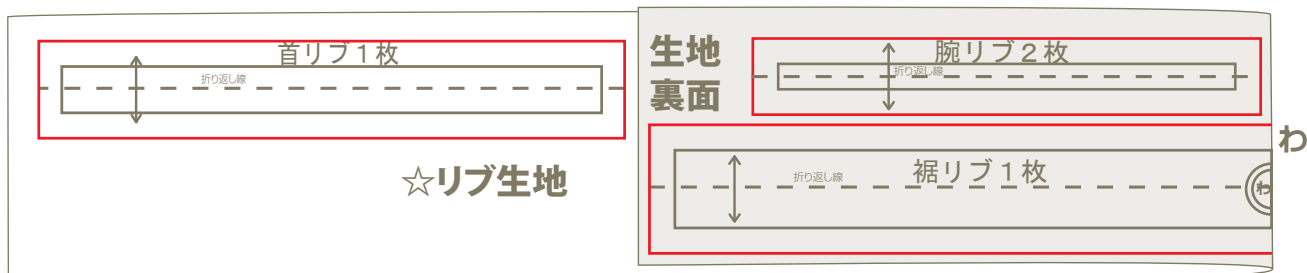 首リブ１枚
折り返し線
☆リブ生地
生地
裏面
腕リブ２枚
折り返し線
わ
裾リブ１枚
折り返し線
わ